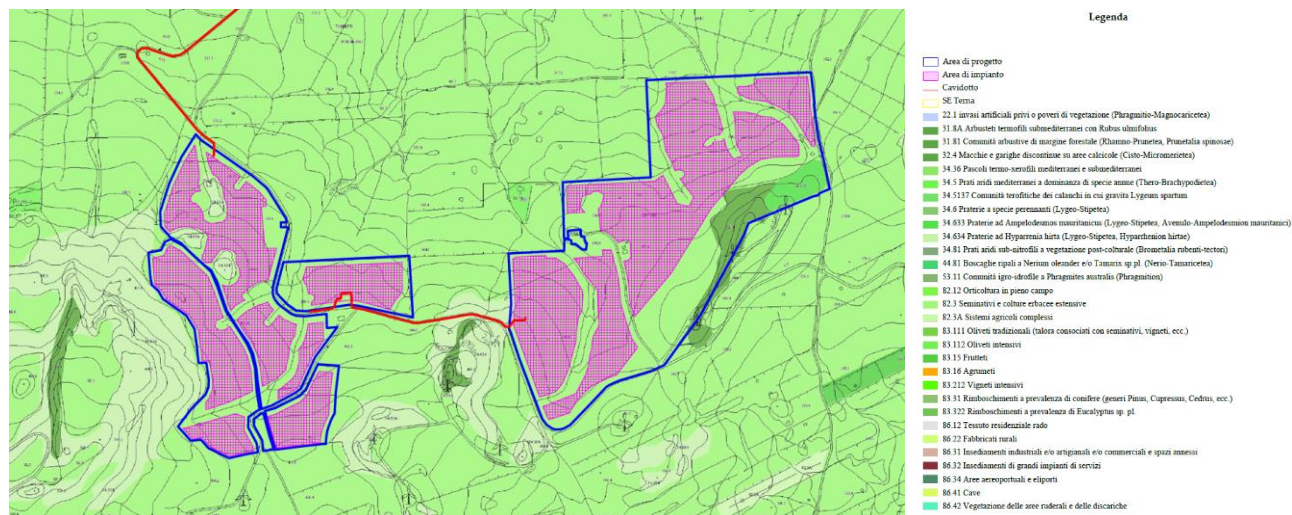 Legenda
Area di progetto
Area di impianto
Cavidotto
SE Terna
22.1 invasi artificiali privi o poveri di vegetazione (Phragmitio-Magnocaricetea)
31.8A Arbusteti termofili submediterranei con Rubus ulmifolius
31.81 Comunità arbustive di margine forestale (Rhamno-Prunetea, Prunetalia spinosae)
32.4 Macchie e garighe discontinue su aree calcicole (Cisto-Micromerietea)
34.36 Pascoli termo-xerofili mediterranei e submediterranei
34.5 Prati aridi mediterranei a dominanza di specie annue (Thero-Brachypodietea)
34.5137 Comunità terofitiche dei calanchi in cui gravita Lygeum spartum
34.6 Praterie a specie perennanti (Lygeo-Stipetea)
34.633 Praterie ad Ampelodesmos mauritanicus (Lygeo-Stipetea, Avenulo-Ampelodesmion mauritanici)
34.634 Praterie ad Hyparrenia hirta (Lygeo-Stipetea, Hyparrhenion hirtae)
34.81 Prati aridi sub-nitrofili a vegetazione post-colturale (Brometalia rubenti-tectori)
44.81 Boscaglie ripali a Nerium oleander e/o Tamarix sp.pl. (Nerio-Tamaricetea)
53.11 Comunità igro-idrofile a Phragmites australis (Phragmition)
82.12 Orticoltura in pieno campo
82.3 Seminativi e colture erbacee estensive
82.3A Sistemi agricoli complessi
83.111 Oliveti tradizionali (talora consociati con seminativi, vigneti, ecc.)
83.112 Oliveti intensivi
83.15 Frutteti
83.16 Agrumeti
83.212 Vigneti intensivi
83.31 Rimboschimenti a prevalenza di conifere (generi Pinus, Cupressus, Cedrus, ecc.)
83.322 Rimboschimenti a prevalenza di Eucalyptus sp. pl.
86.12 Tessuto residenziale rado
86.22 Fabbricati rurali
86.31 Insediamenti industriali e/o artigianali e/o commerciali e spazi annessi
86.32 Insediamenti di grandi impianti di servizi
86.34 Aree aereoportuali e eliporti
86.41 Cave
86.42 Vegetazione delle aree ruderali e delle discariche